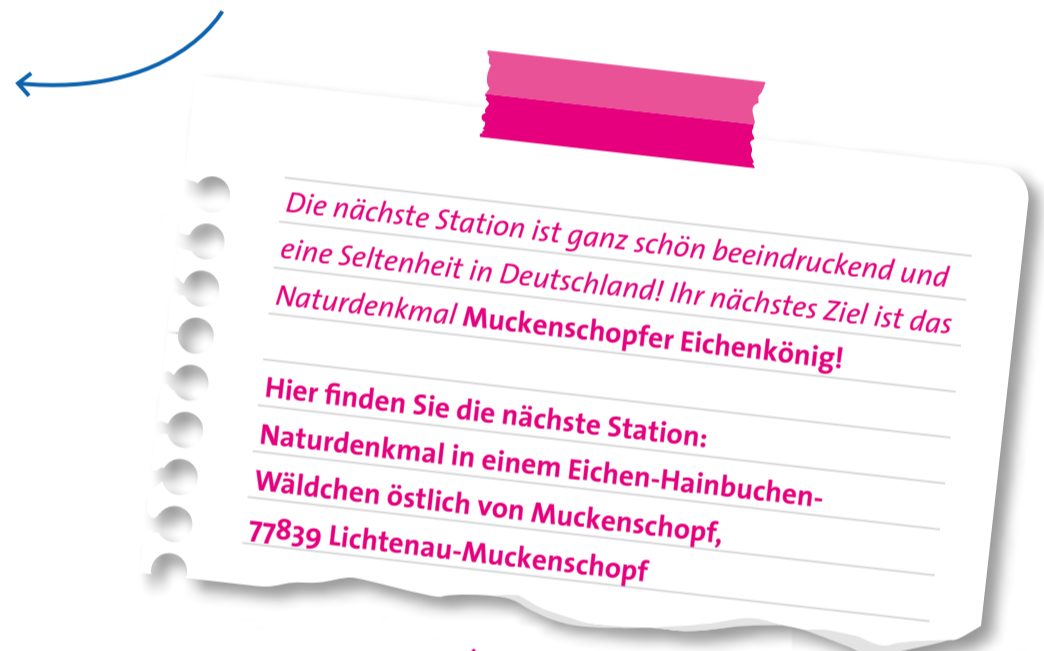 Die nächste Station ist ganz schön beeindruckend und
eine Seltenheit in Deutschland! Ihr nächstes Ziel ist das
Naturdenkmal Muckenschopfer Eichenkönig!
Hier finden Sie die nächste Station:
Naturdenkmal in einem Eichen-Hainbuchen-
Wäldchen östlich von Muckenschopf,
77839 Lichtenau-Muckenschopf